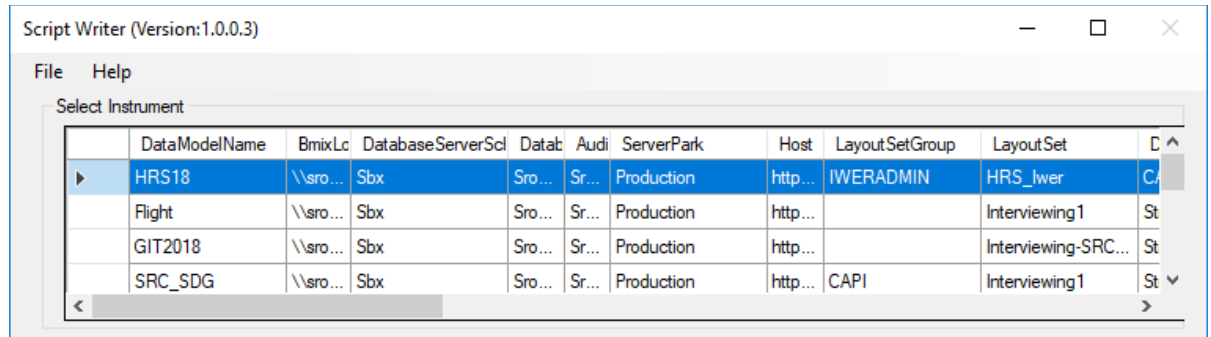 Script Writer (Version:1.0.0.3)
File Help
Select Instrument
DataModelName BmixLo DatabaseServerScl Datab Audi ServerPark Host LayoutSetGroup LayoutSet D
HRS18 \\sro... Sbx Sro... Sr... Production http... IWERADMIN HRS_Iwer CA
Flight \\sro... Sbx Sro... Sr... Production http... Interviewing1 St
GIT2018 \\sro... Sbx Sro... Sr... Production http... Interviewing-SRC... St
SRC_SDG \\sro... Sbx Sro... Sr... Production http... CAPI Interviewing1 St